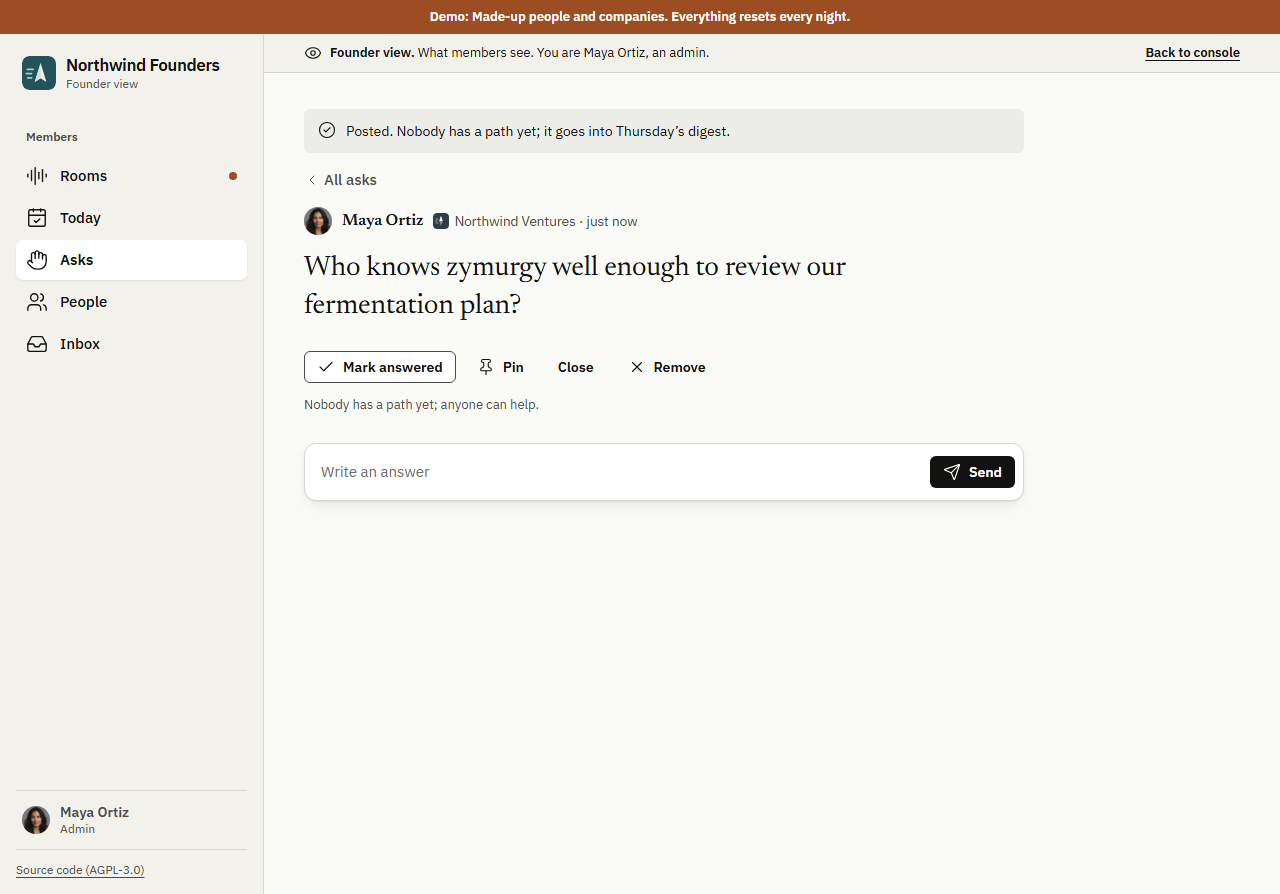 Demo: Made-up people and companies. Everything resets every night.
Northwind Founders
Founder view
Founder view. What members see. You are Maya Ortiz, an admin.
Back to console
Members
Rooms
Today
Asks
People
Inbox
Posted. Nobody has a path yet; it goes into Thursday’s digest.
All asks
Maya Ortiz Northwind Ventures · just now
Who knows zymurgy well enough to review our
fermentation plan?
Mark answered
Pin
Close
Remove
Nobody has a path yet; anyone can help.
Write an answer
Send
Maya Ortiz
Admin
Source code (AGPL-3.0)